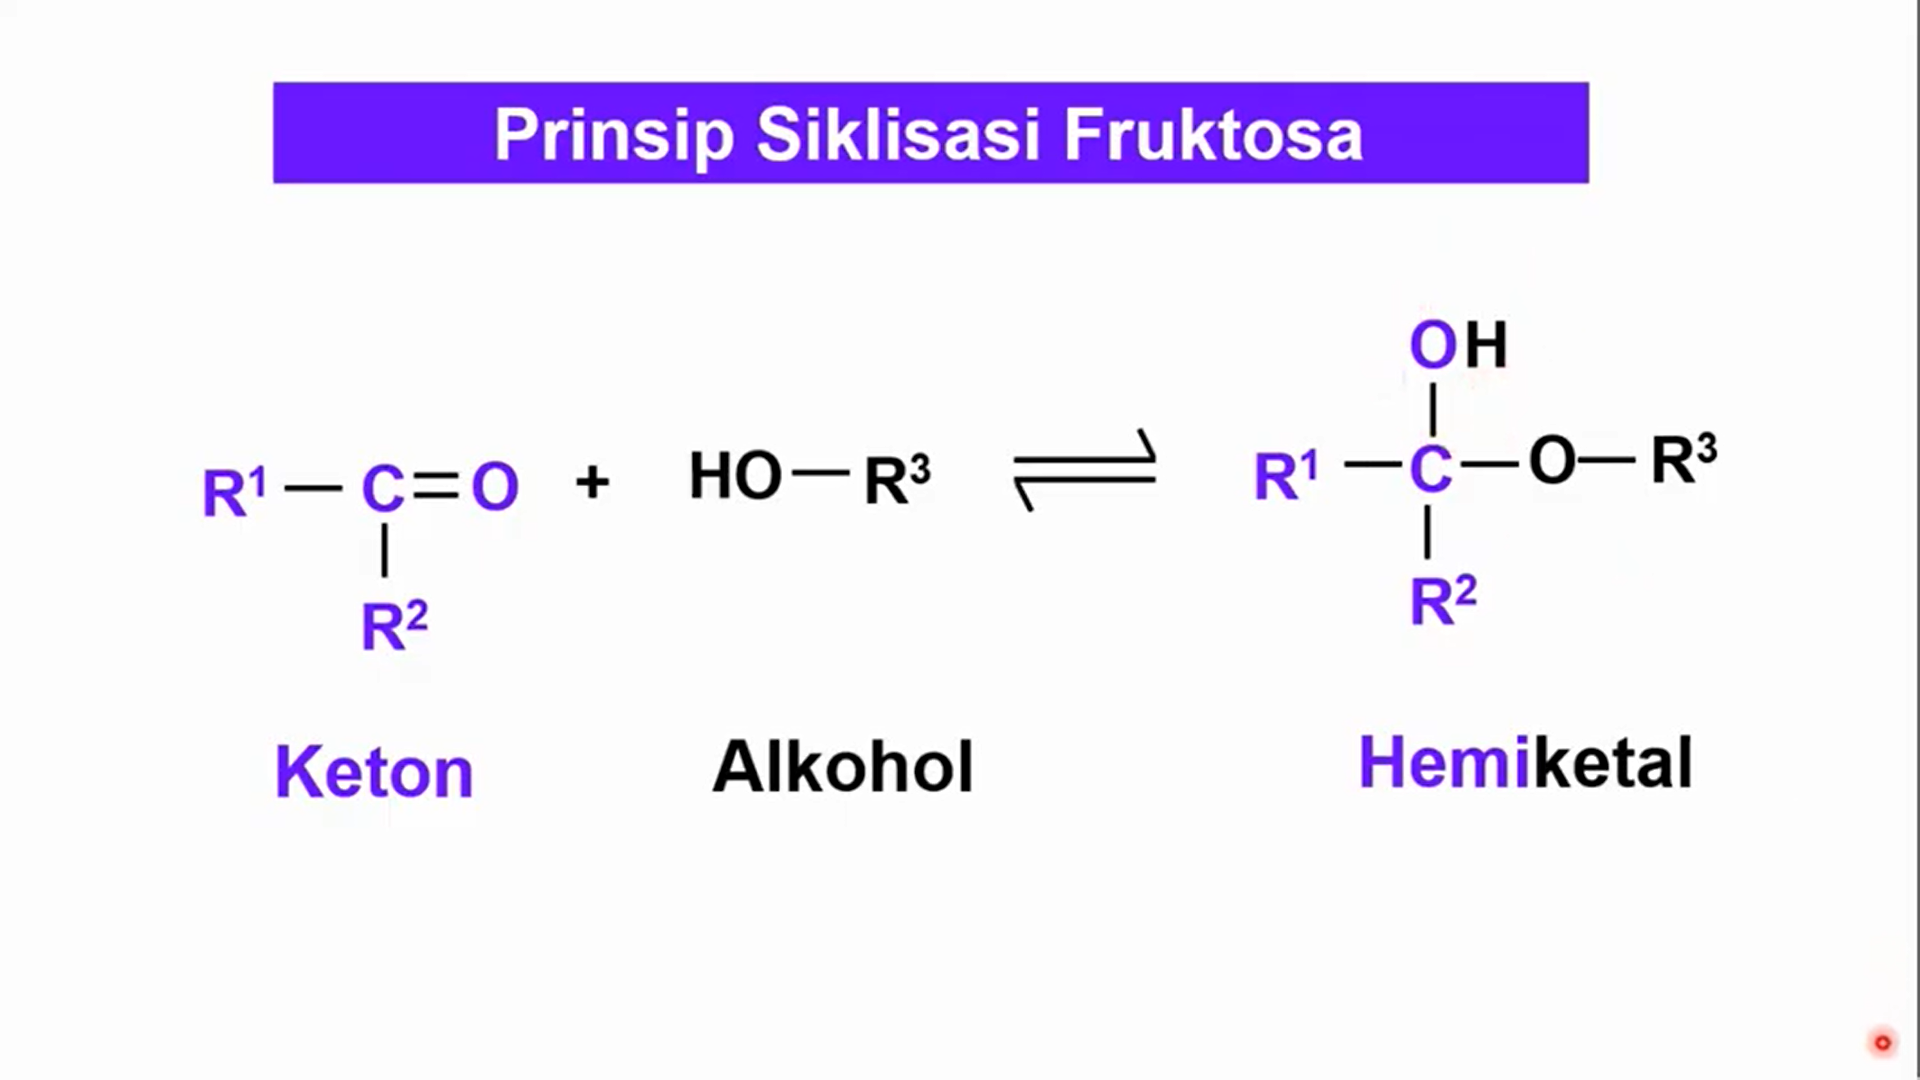 Prinsip Siklisasi Fruktosa
OH
R¹—C=O + HO—R³ ⇌ R¹—C—O—R³
R² R²
Keton Alkohol Hemiketal